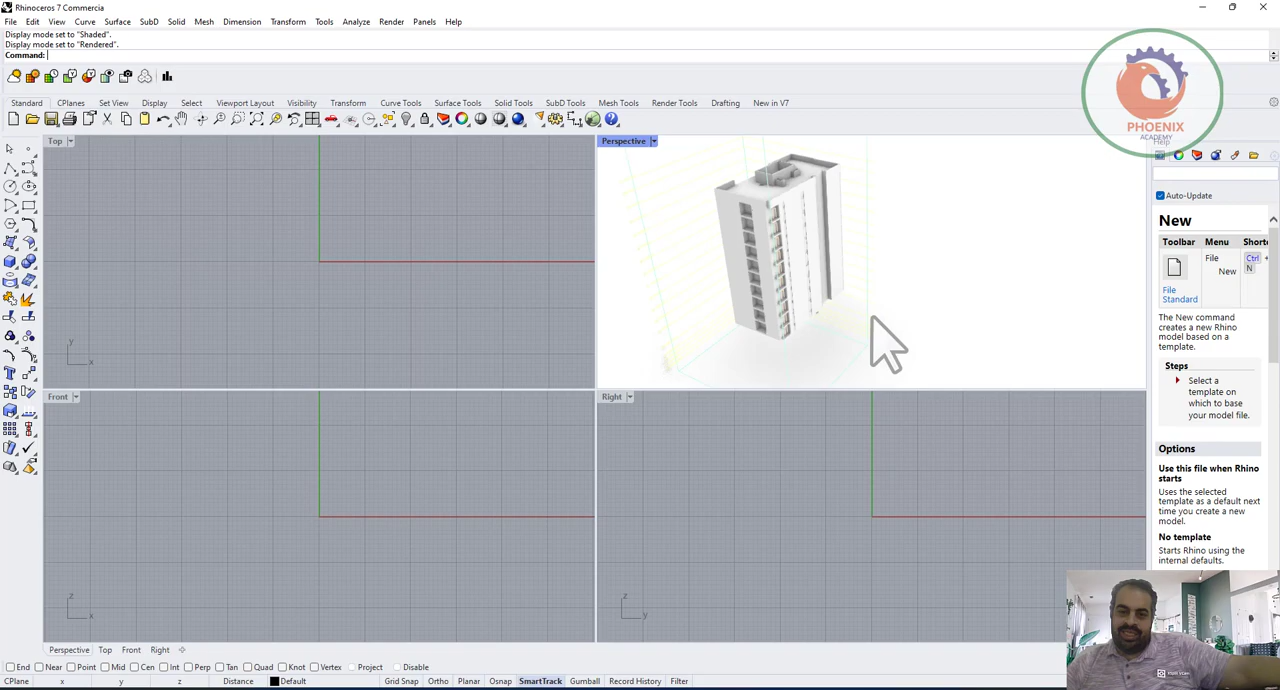 Rhinoceros 7 Commercia
File Edit View Curve Surface SubD Solid Mesh Dimension Transform Tools Analyze Render Panels Help
Display mode set to "Shaded".
Display mode set to "Rendered".
Command:
Standard CPlanes Set View Display Select Viewport Layout Visibility Transform Curve Tools Surface Tools Solid Tools SubD Tools Mesh Tools Render Tools Drafting New in V7
PHOENIX
ACADEMY
Top
Perspective
Help
Auto-Update
New
Toolbar Menu Shortc
File
Standard
File
New
Ctrl +
N
The New command
creates a new Rhino
model based on a
template.
Steps
Select a
template on
which to base
your model file.
y
x
Front
Right
Options
Use this file when Rhino
starts
Uses the selected
template as a default next
time you create a new
model.
No template
Starts Rhino using the
internal defaults.
z
x
z
y
Perspective Top Front Right
End Near Point Mid Cen Int Perp Tan Quad Knot Vertex Project Disable
CPlane x y z Distance Default Grid Snap Ortho Planar Osnap SmartTrack Gumball Record History Filter